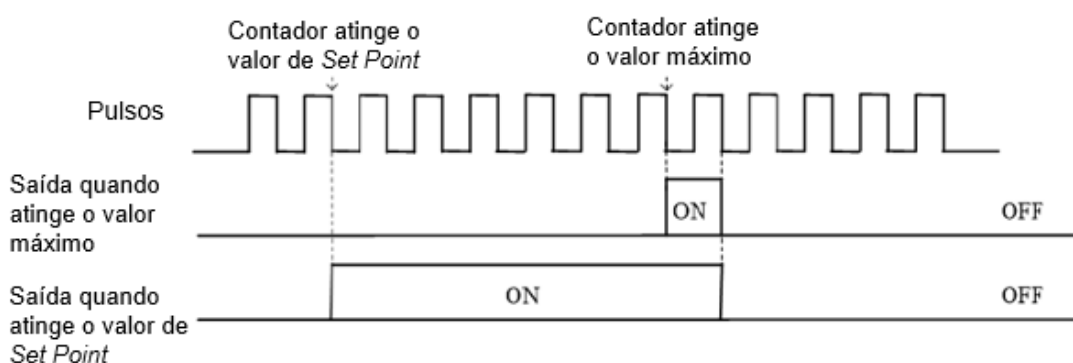 Contador atinge o
valor de Set Point
Contador atinge
o valor máximo
Pulsos
Saída quando
atinge o valor
máximo
ON
OFF
Saída quando
atinge o valor de
Set Point
ON
OFF